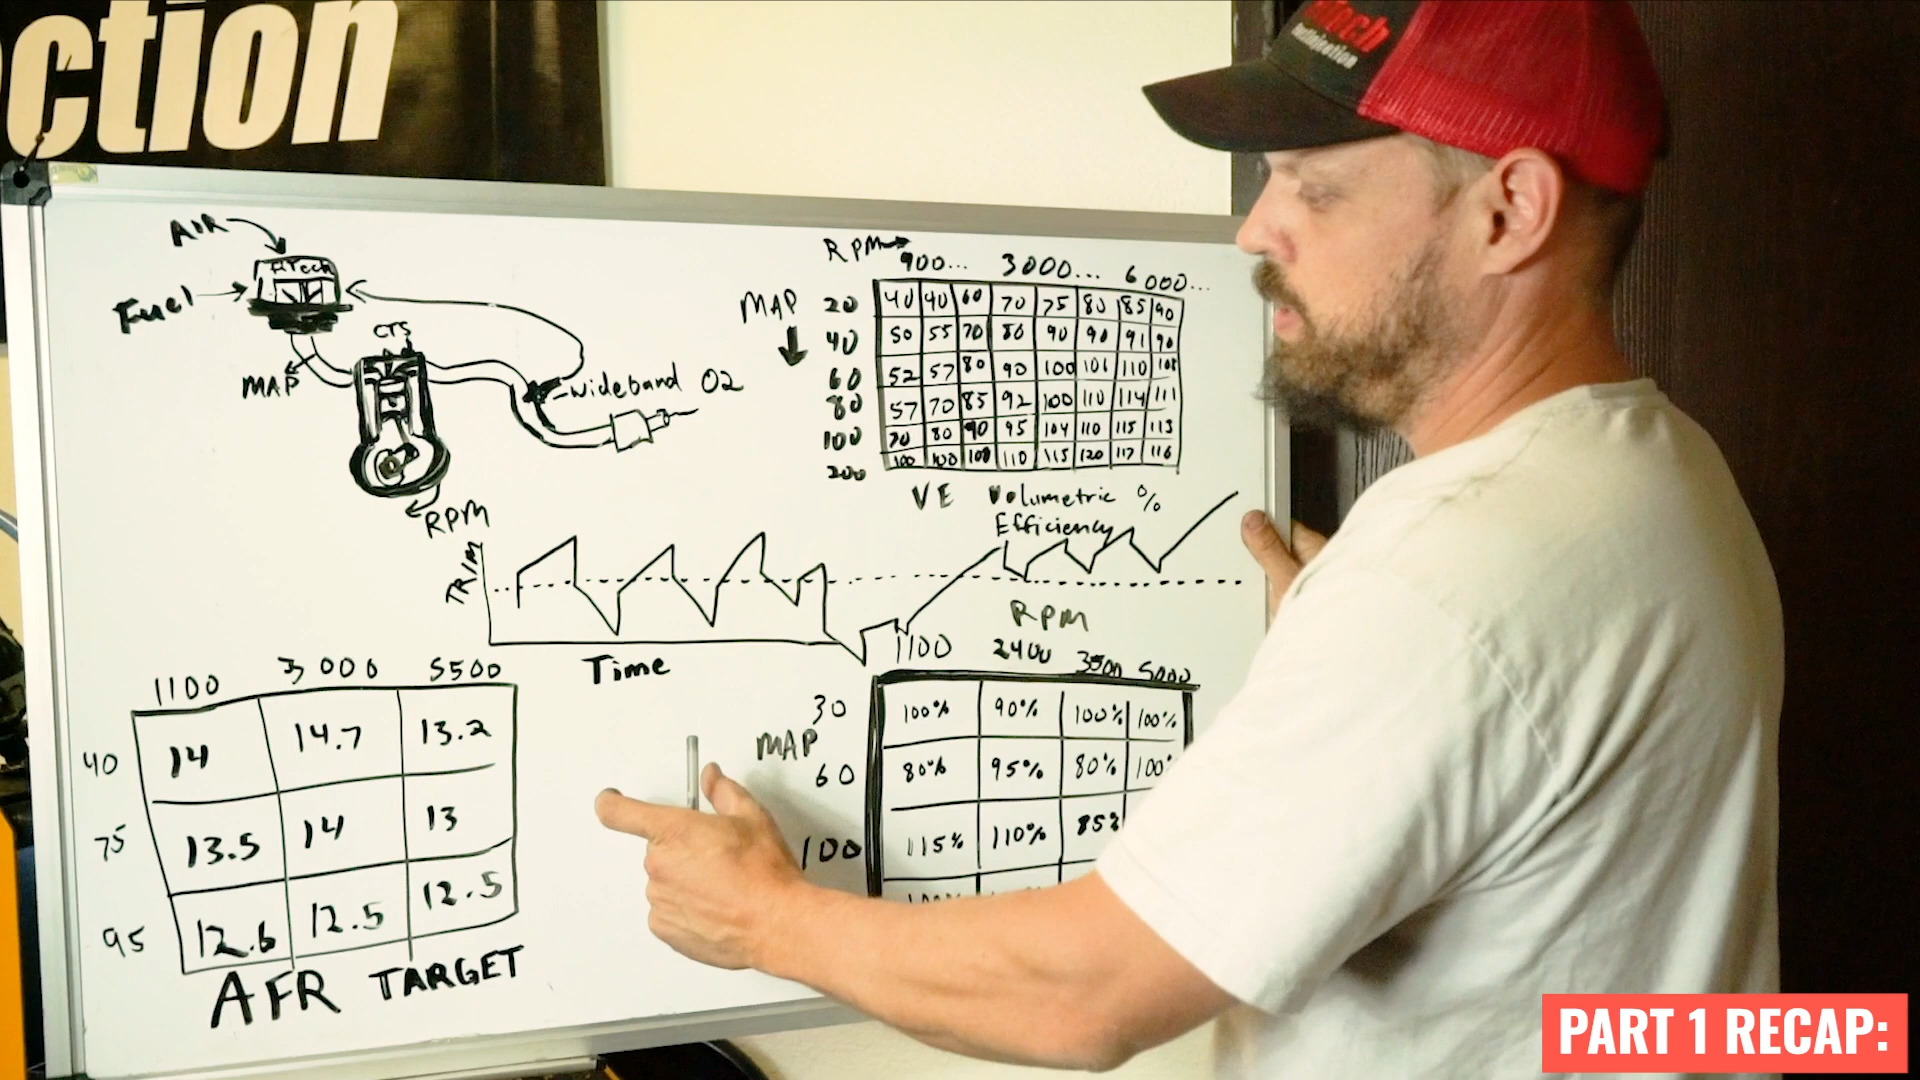 ction
Tech
Fuel Injection
AIR
FiTech
Fuel
MAP
CTS
wideband O2
RPM
RPM
900... 3000... 6000...
MAP
20 40 40 60 70 75 80 85 90
40 50 55 70 80 90 90 91 90
60 52 57 80 90 100 106 110 108
80 57 70 85 92 100 110 114 111
100 70 80 90 95 104 110 115 113
200 100 100 100 110 115 120 117 116
VE Volumetric %
Efficiency
TRIM
Time
1100 3000 5500
40 14 14.7 13.2
75 13.5 14 13
95 12.6 12.5 12.5
AFR TARGET
RPM
1100 2400 3500 5000
MAP
30 100% 90% 100% 100%
60 80% 95% 80% 100
100 115% 110% 85%
PART 1 RECAP: